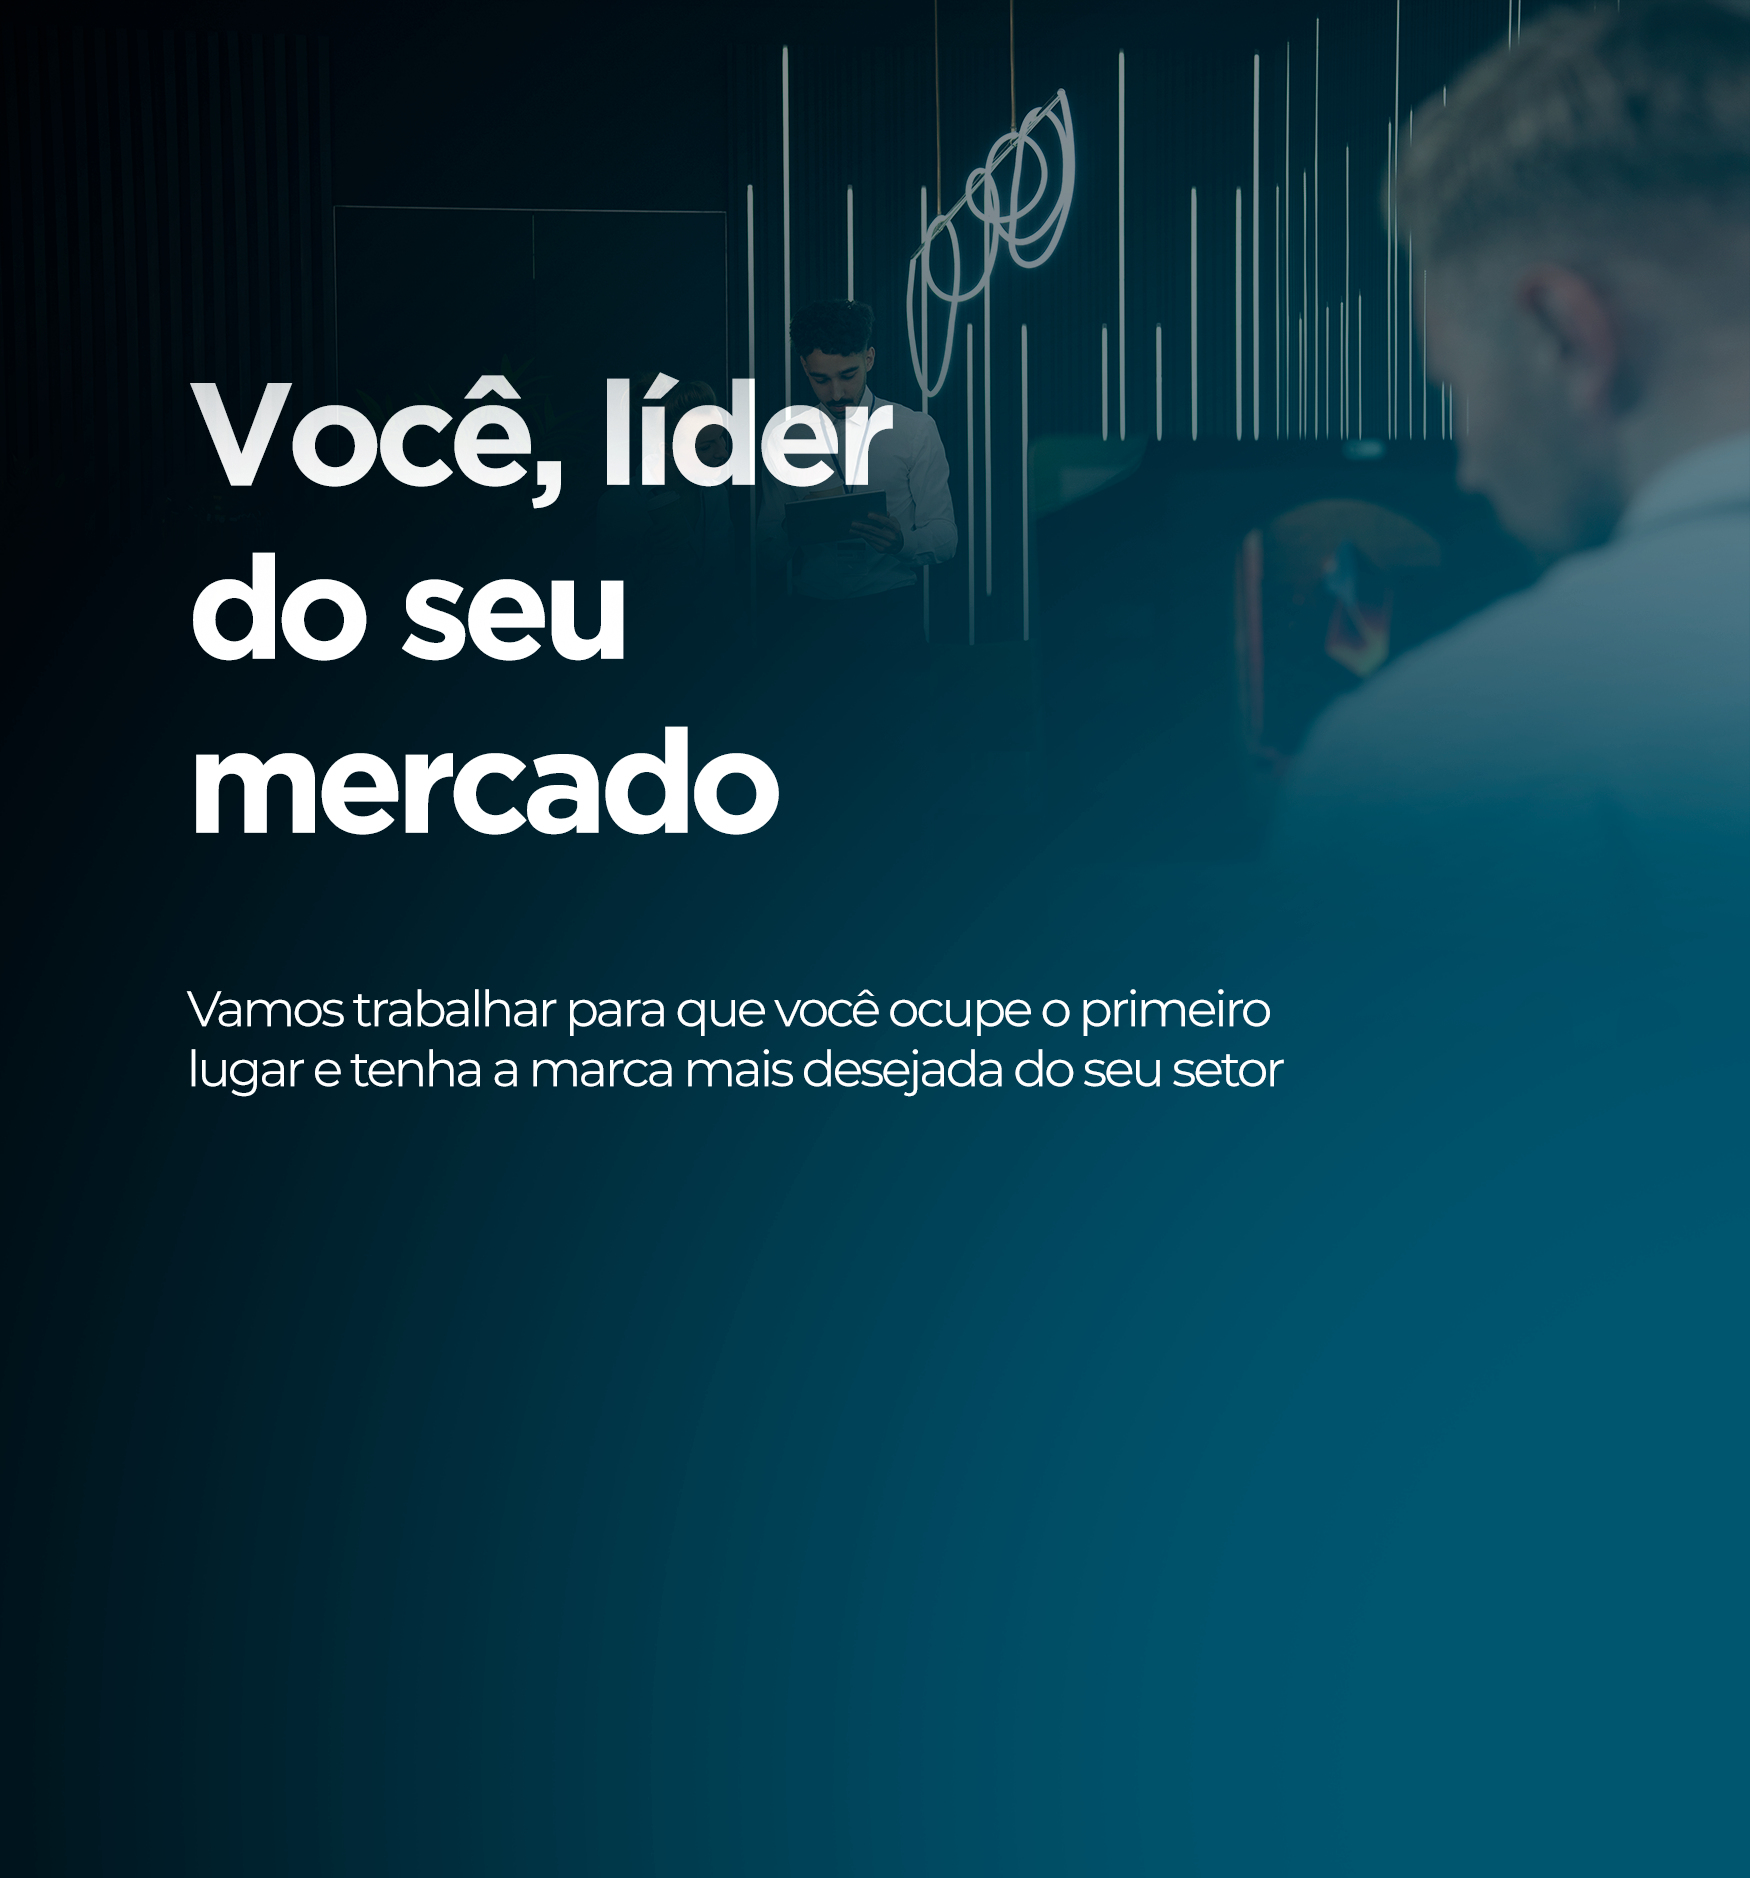 Você, líder
do seu
mercado
Vamos trabalhar para que você ocupe o primeiro
lugar e tenha a marca mais desejada do seu setor